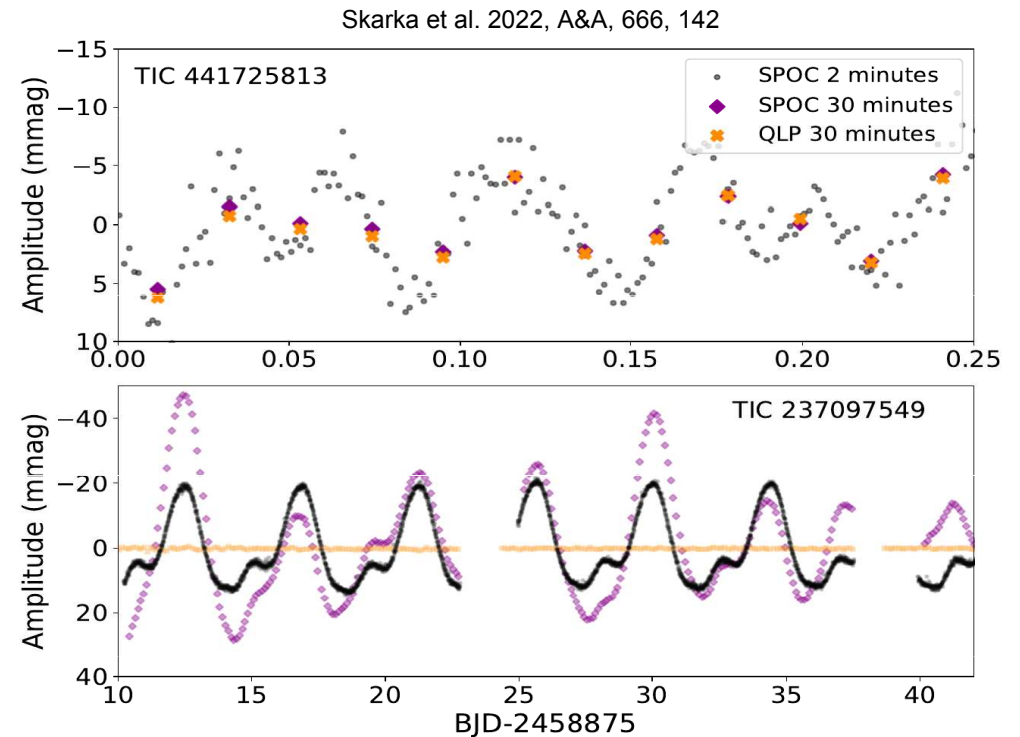 Skarka et al. 2022, A&A, 666, 142
−15
TIC 441725813
SPOC 2 minutes
SPOC 30 minutes
QLP 30 minutes
−10
−5
0
5
10
Amplitude (mmag)
0.00 0.05 0.10 0.15 0.20 0.25
TIC 237097549
−40
−20
0
20
40
Amplitude (mmag)
10 15 20 25 30 35 40
BJD-2458875